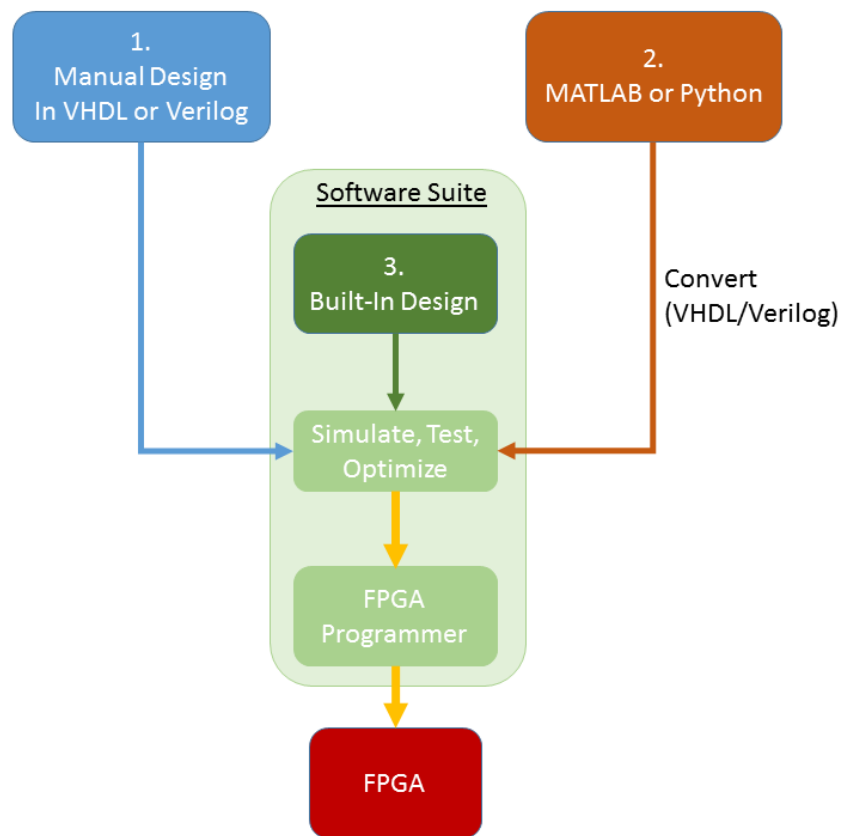 1.
Manual Design
In VHDL or Verilog
2.
MATLAB or Python
Software Suite
3.
Built-In Design
Convert
(VHDL/Verilog)
Simulate, Test,
Optimize
FPGA
Programmer
FPGA